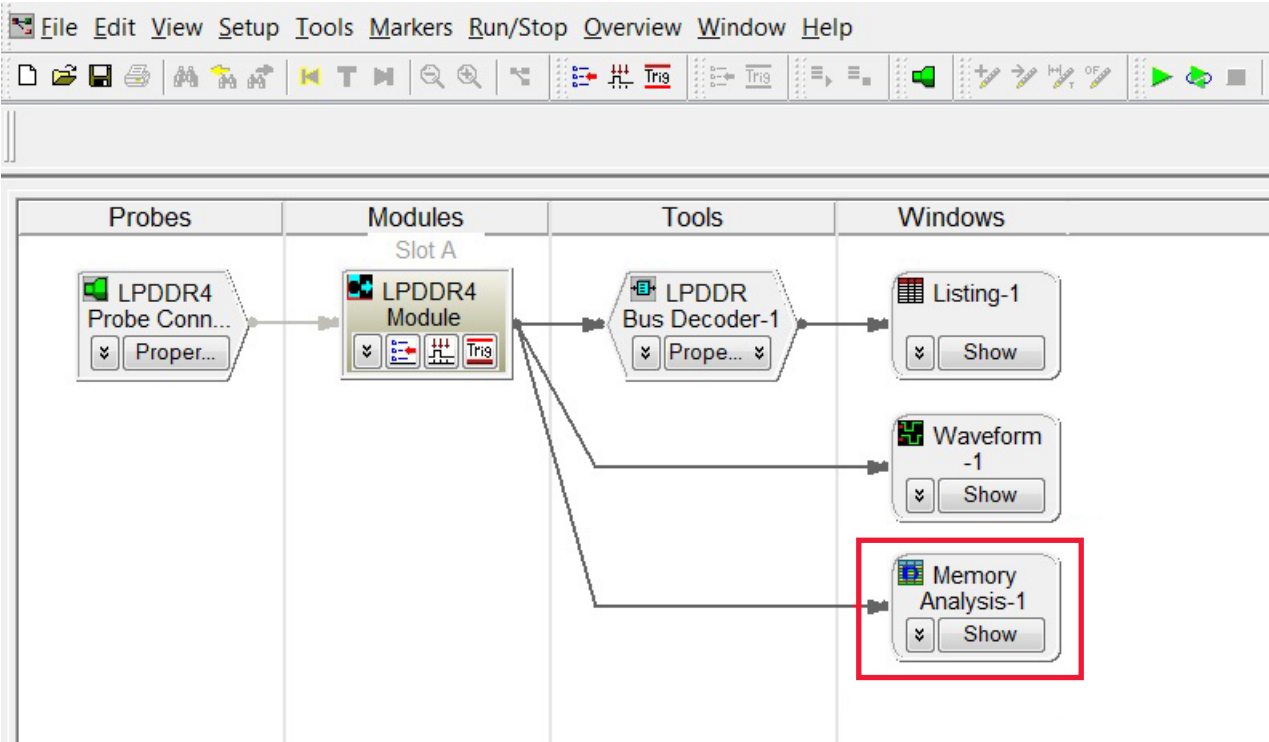 File Edit View Setup Tools Markers Run/Stop Overview Window Help
T Trig Trig T OF
Probes Modules Tools Windows
Slot A
LPDDR4
Probe Conn...
Proper...
LPDDR4
Module
Trig
LPDDR
Bus Decoder-1
Prope...
Listing-1
Show
Waveform
-1
Show
Memory
Analysis-1
Show